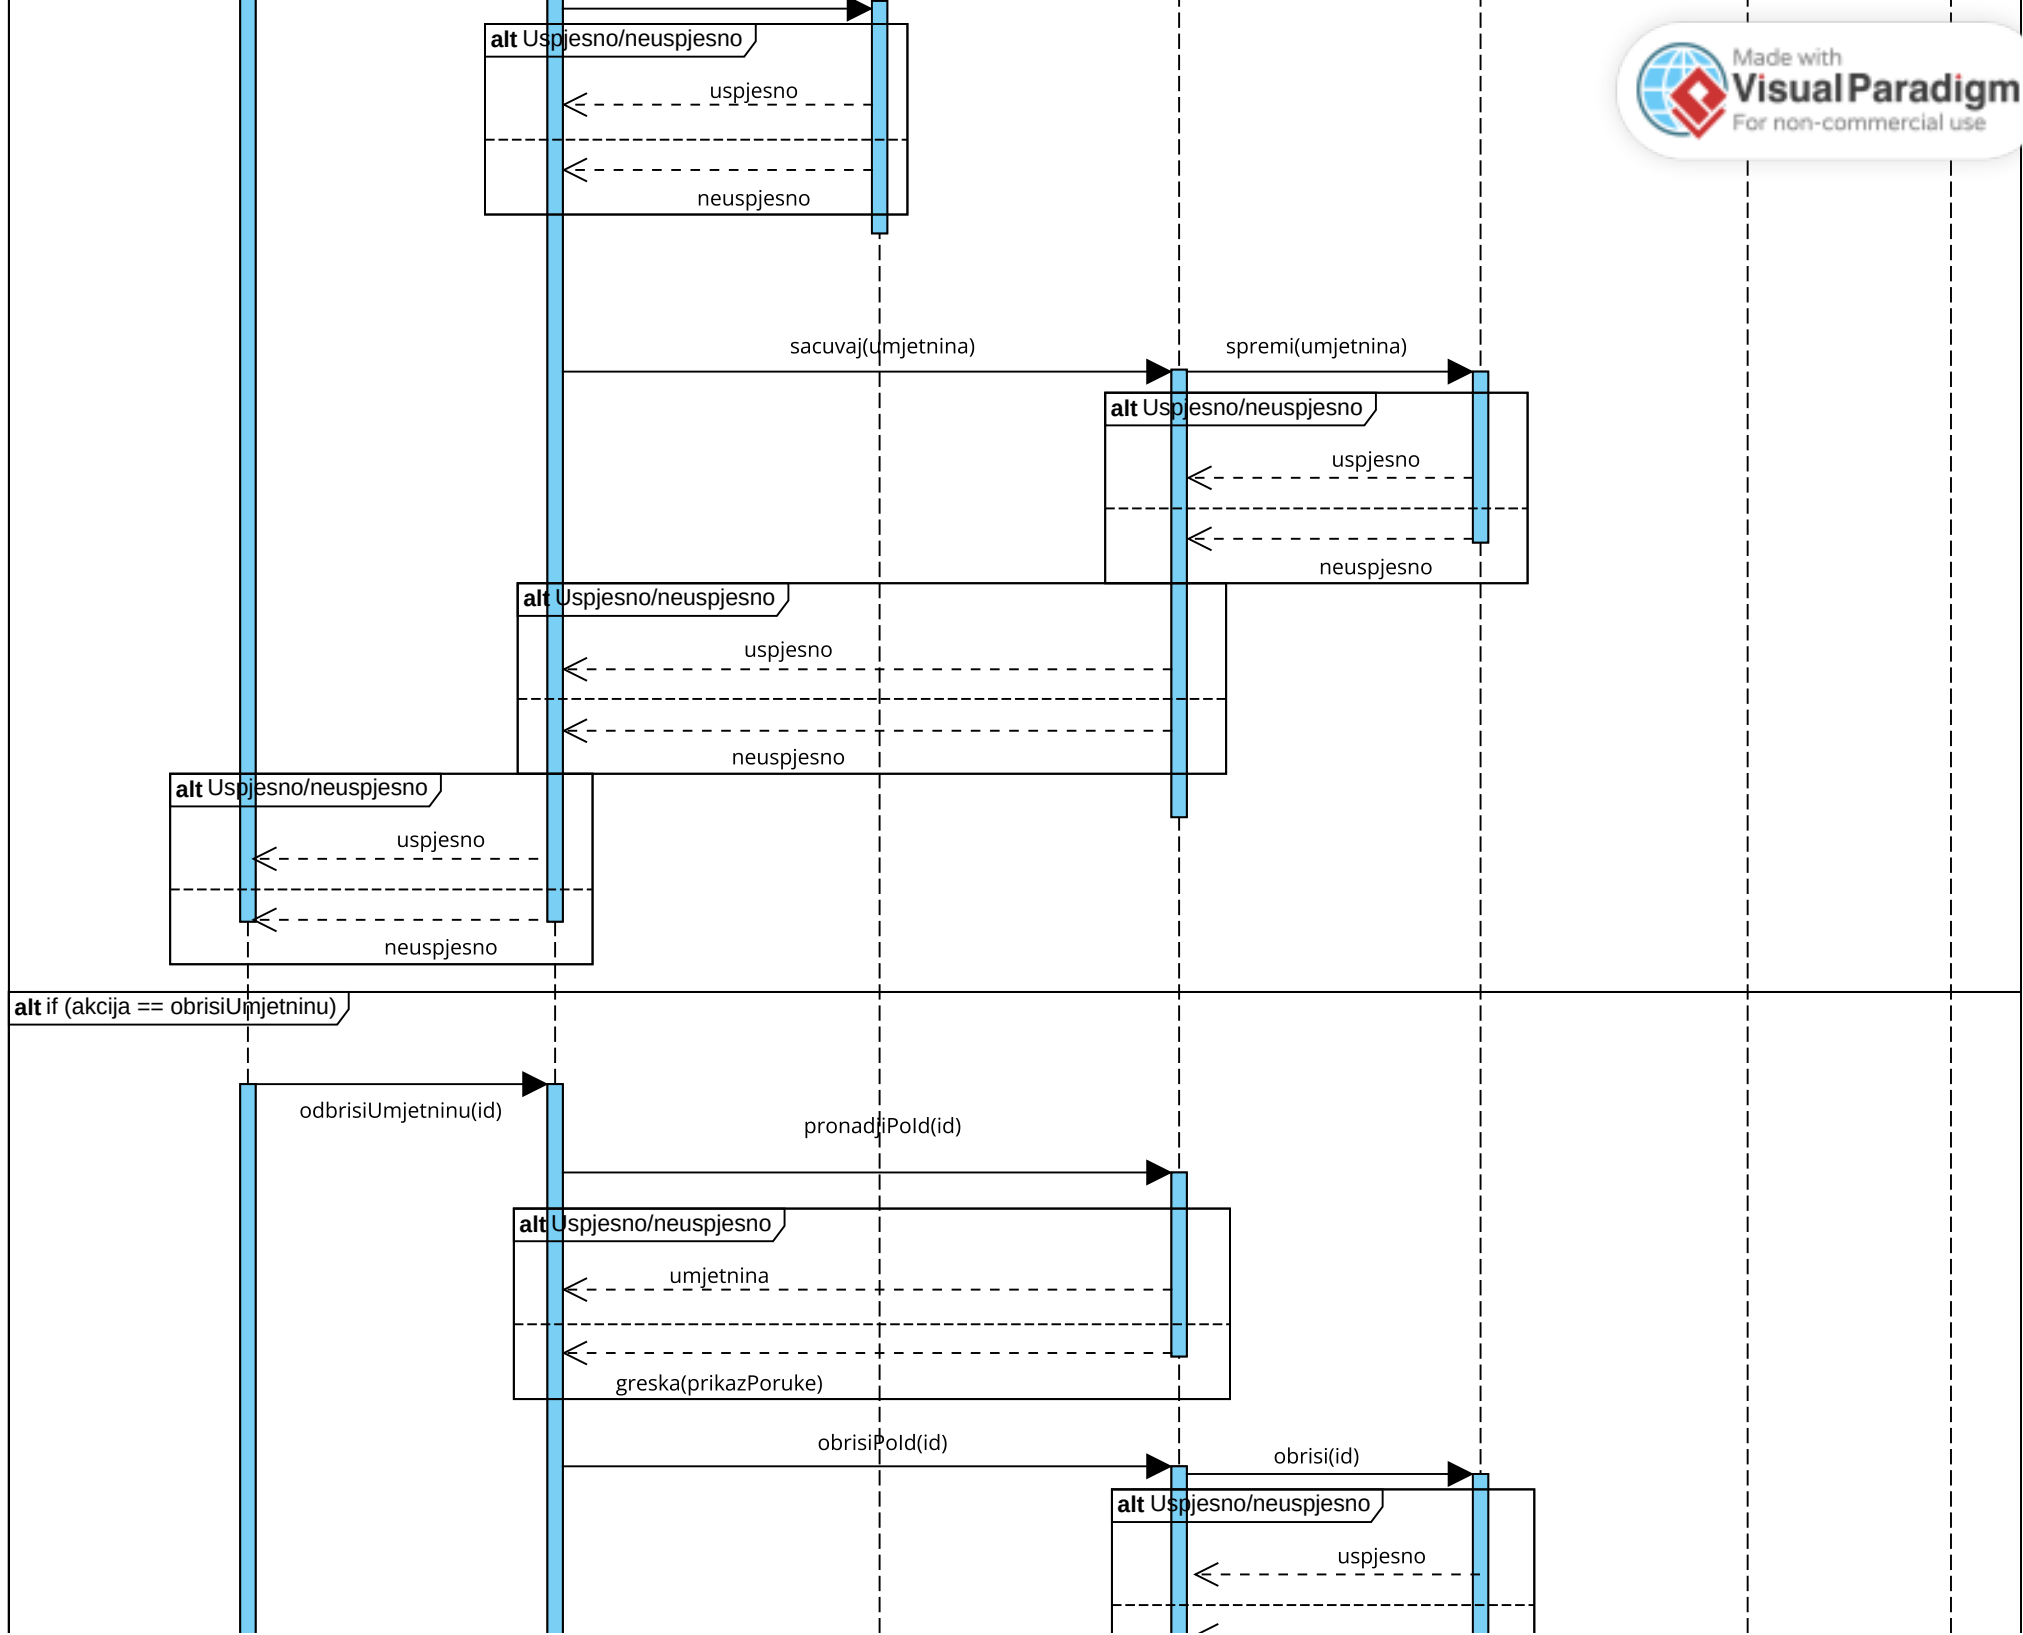 alt Uspjesno/neuspjesno
Made with
Visual Paradigm
For non-commercial use
uspjesno
neuspjesno
sacuvaj(umjetnina)
spremi(umjetnina)
alt Uspjesno/neuspjesno
uspjesno
neuspjesno
alt Uspjesno/neuspjesno
uspjesno
neuspjesno
alt Uspjesno/neuspjesno
uspjesno
neuspjesno
alt if (akcija == obrisiUmjetninu)
odbrisiUmjetninu(id)
pronadjiPoId(id)
alt Uspjesno/neuspjesno
umjetnina
greska(prikazPoruke)
obrisiPoId(id)
obrisi(id)
alt Uspjesno/neuspjesno
uspjesno